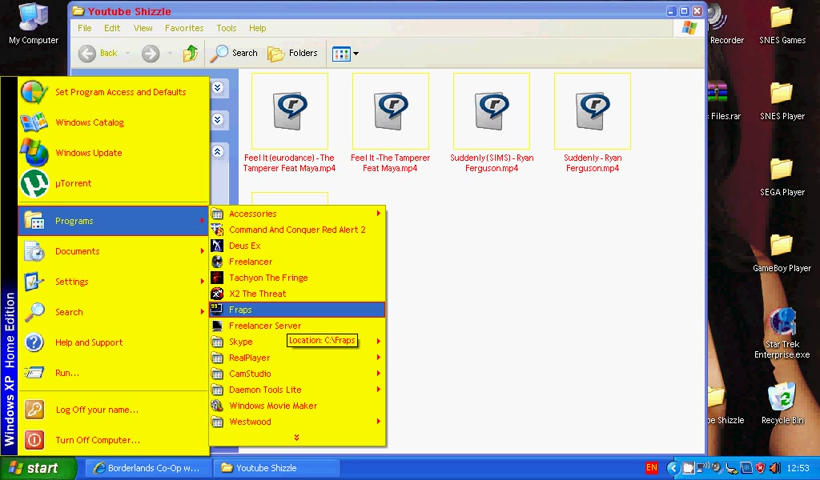 Youtube Shizzle
File Edit View Favorites Tools Help
Back Search Folders
My Computer
Recorder
SNES Games
s Files.rar
SNES Player
SEGA Player
GameBoy Player
Star Trek
Enterprise.exe
be Shizzle
Recycle Bin
Feel It (eurodance) - The
Tamperer Feat Maya.mp4
Feel It -The Tamperer
Feat Maya.mp4
Suddenly (SIMS) - Ryan
Ferguson.mp4
Suddenly - Ryan
Ferguson.mp4
Set Program Access and Defaults
Windows Catalog
Windows Update
µTorrent
Programs
Documents
Settings
Search
Help and Support
Run...
Log Off your name...
Turn Off Computer...
Windows XP Home Edition
Accessories
Command And Conquer Red Alert 2
Deus Ex
Freelancer
Tachyon The Fringe
X2 The Threat
Fraps
Freelancer Server
Skype
Location: C:\Fraps
RealPlayer
CamStudio
Daemon Tools Lite
Windows Movie Maker
Westwood
start
Borderlands Co-Op w...
Youtube Shizzle
EN
12:53